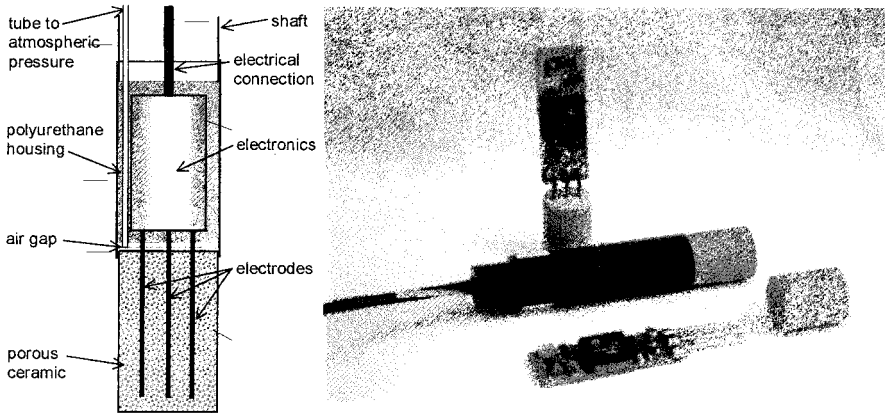 tube to
atmospheric
pressure
shaft
electrical
connection
polyurethane
housing
electronics
air gap
electrodes
porous
ceramic